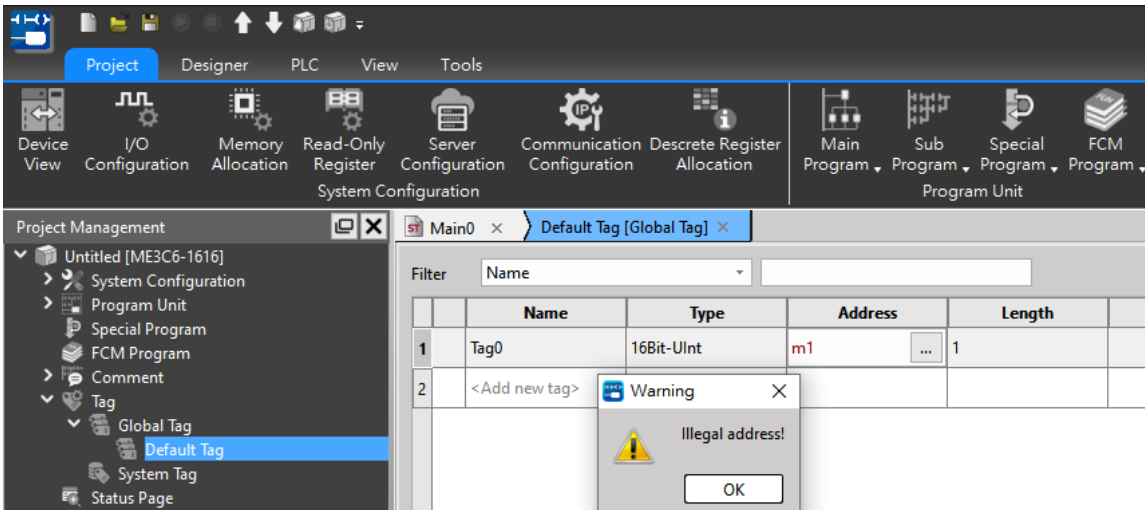 Project Designer PLC View Tools
Device View
I/O Configuration
Memory Allocation
Read-Only Register
Server Configuration
IP
Communication Configuration
Descrete Register Allocation
System Configuration
Main Program
Sub Program
Special Program
FUN
FCM Program
Program Unit
Project Management
Untitled [ME3C6-1616]
System Configuration
Program Unit
Special Program
FCM Program
Comment
Tag
Global Tag
Default Tag
System Tag
Status Page
ST Main0 × Default Tag [Global Tag] ×
Filter Name
Name Type Address Length
1 Tag0 16Bit-UInt m1 ... 1
2 <Add new tag>
Warning
Illegal address!
OK